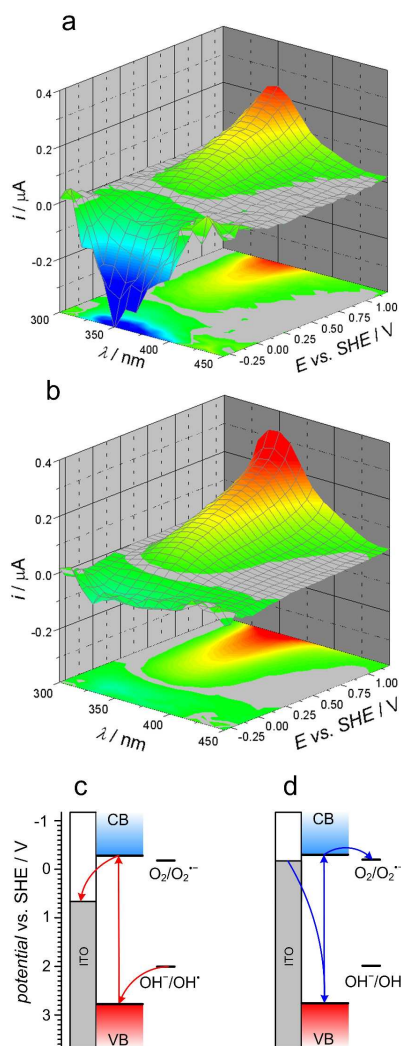 a
0.4
0.2
0.0
-0.2
i / µA
300
350
400
450
λ / nm
-0.25
0.00
0.25
0.50
0.75
1.00
E vs. SHE / V
b
0.4
0.2
0.0
-0.2
i / µA
300
350
400
450
λ / nm
-0.25
0.00
0.25
0.50
0.75
1.00
E vs. SHE / V
c
d
potential vs. SHE / V
-1
0
1
2
3
CB
O₂/O₂•−
ITO
OH⁻/OH•
VB
CB
O₂/O₂•−
ITO
OH⁻/OH
VB